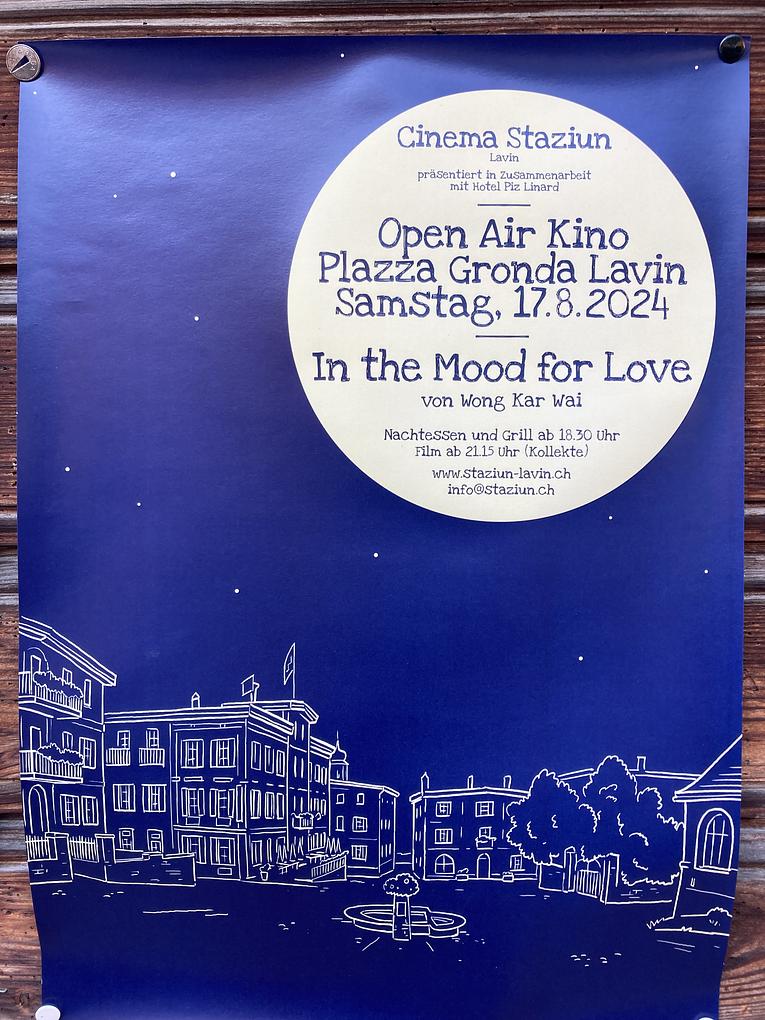 Cinema Staziun
Lavin
präsentiert in Zusammenarbeit
mit Hotel Piz Linard
Open Air Kino
Plazza Gronda Lavin
Samstag, 17.8.2024
In the Mood for Love
von Wong Kar Wai
Nachtessen und Grill ab 18.30 Uhr
Film ab 21.15 Uhr (Kollekte)
www.staziun-lavin.ch
info@staziun.ch